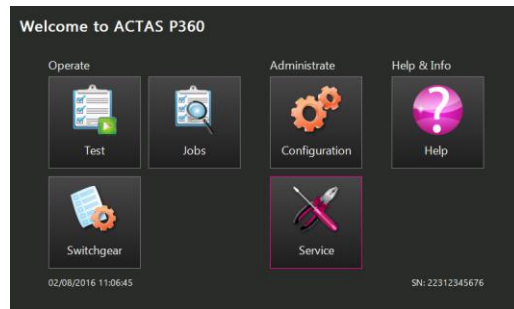 Welcome to ACTAS P360
Operate Administrate Help & Info
Test Jobs Configuration Help
Switchgear Service
02/08/2016 11:06:45 SN: 22312345676